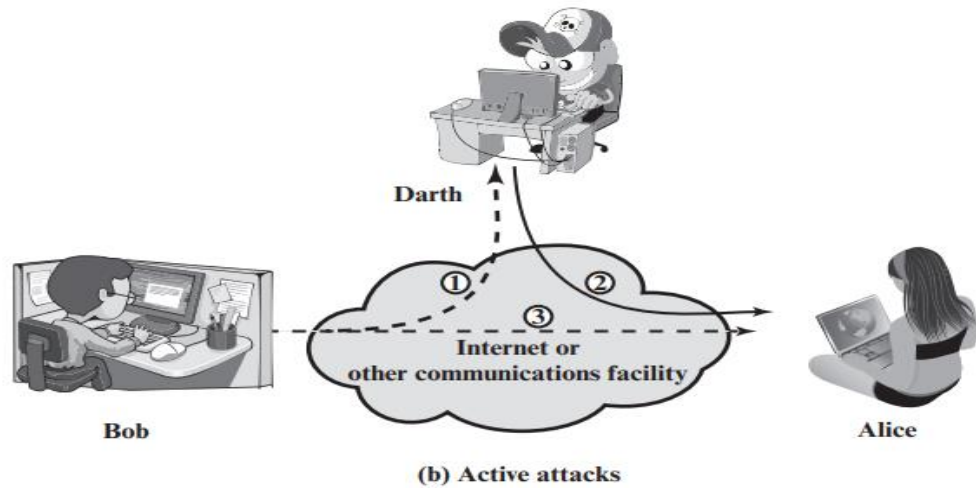 Darth
①
②
③
Internet or
other communications facility
Bob
Alice
(b) Active attacks